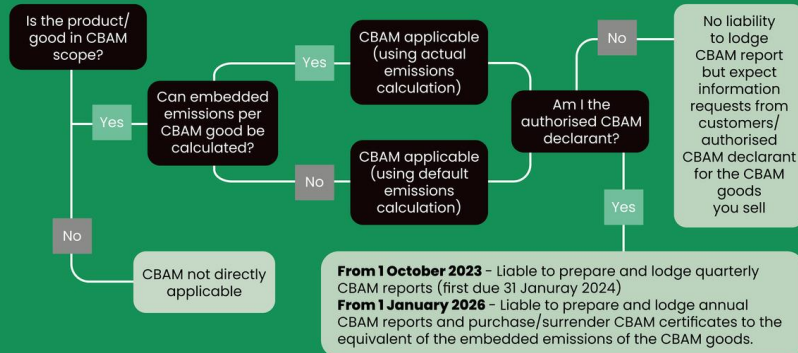 Is the product/
good in CBAM
scope?
Yes
No
CBAM not directly
applicable
Can embedded
emissions per
CBAM good be
calculated?
Yes
No
CBAM applicable
(using actual
emissions
calculation)
CBAM applicable
(using default
emissions
calculation)
Am I the
authorised CBAM
declarant?
No
Yes
No liability
to lodge
CBAM report
but expect
information
requests from
customers/
authorised
CBAM declarant
for the CBAM
goods
you sell
From 1 October 2023 - Liable to prepare and lodge quarterly
CBAM reports (first due 31 Januray 2024)
From 1 January 2026 - Liable to prepare and lodge annual
CBAM reports and purchase/surrender CBAM certificates to the
equivalent of the embedded emissions of the CBAM goods.